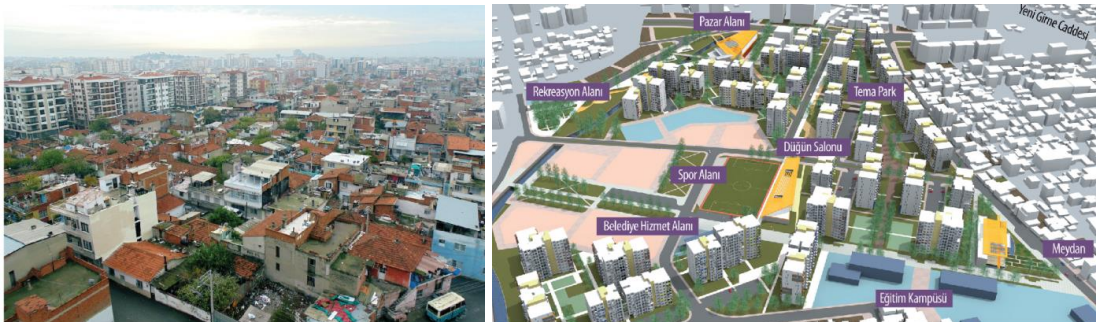 Pazar Alanı
Yeni Girne Caddesi
Rekreasyon Alanı
Tema Park
Düğün Salonu
Spor Alanı
Belediye Hizmet Alanı
Meydan
Eğitim Kampüsü